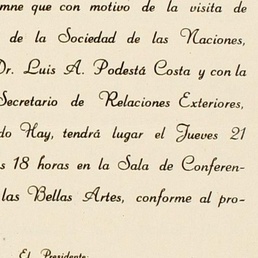 mne que con motivo de la visita de
de la Sociedad de las Naciones,
Dr. Luis A. Podestá Costa y con la
Secretario de Relaciones Exteriores,
do Hay, tendrá lugar el Jueves 21
s 18 horas en la Sala de Conferen-
las Bellas Artes, conforme al pro-
El Presidente: